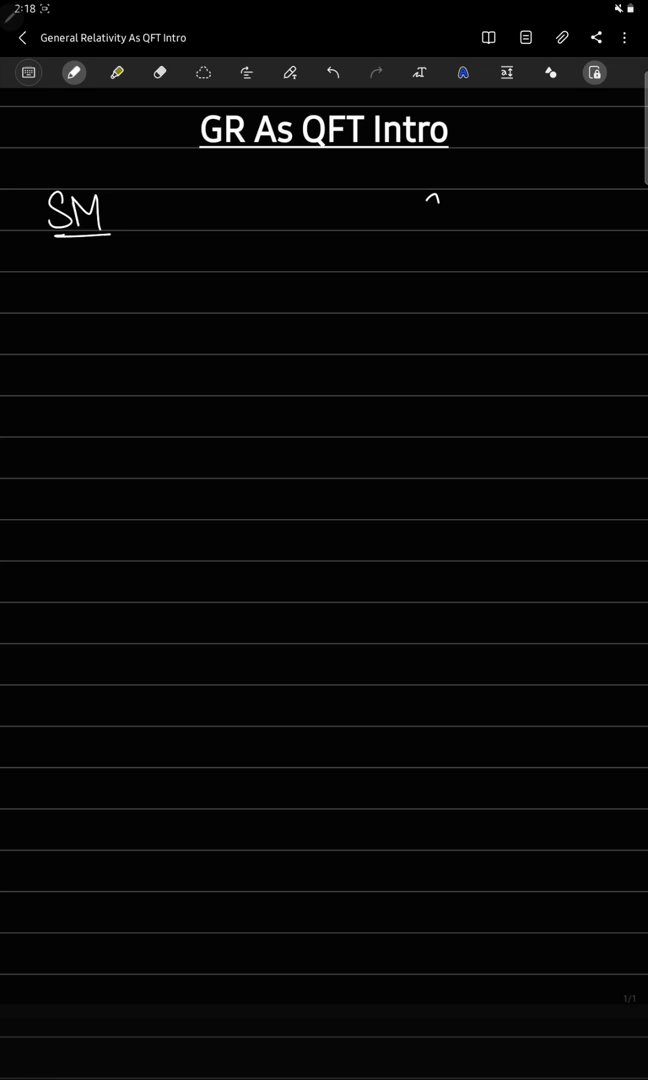 2:18
General Relativity As QFT Intro
GR As QFT Intro
SM
1/1